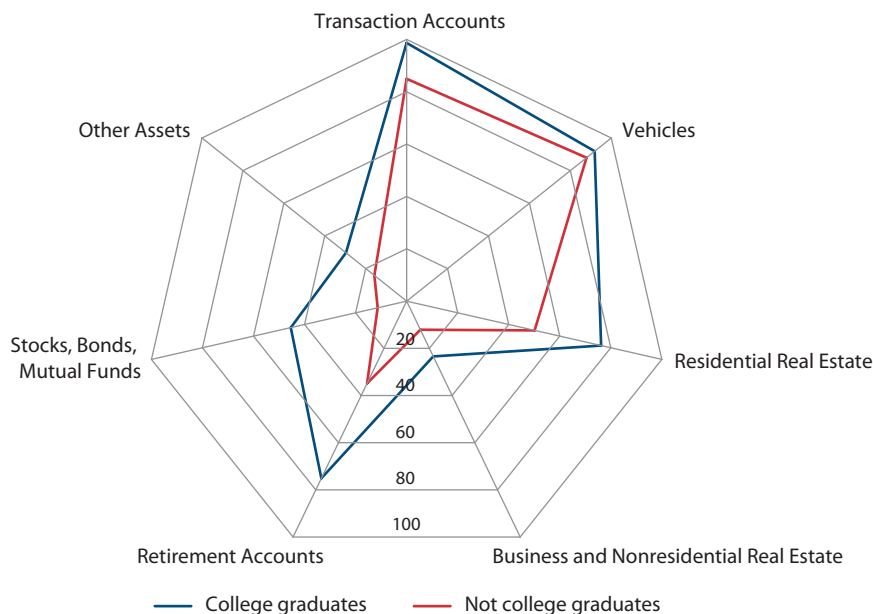 Transaction Accounts
Other Assets
Vehicles
Stocks, Bonds,
Mutual Funds
Residential Real Estate
20
40
60
80
100
Retirement Accounts
Business and Nonresidential Real Estate
College graduates
Not college graduates